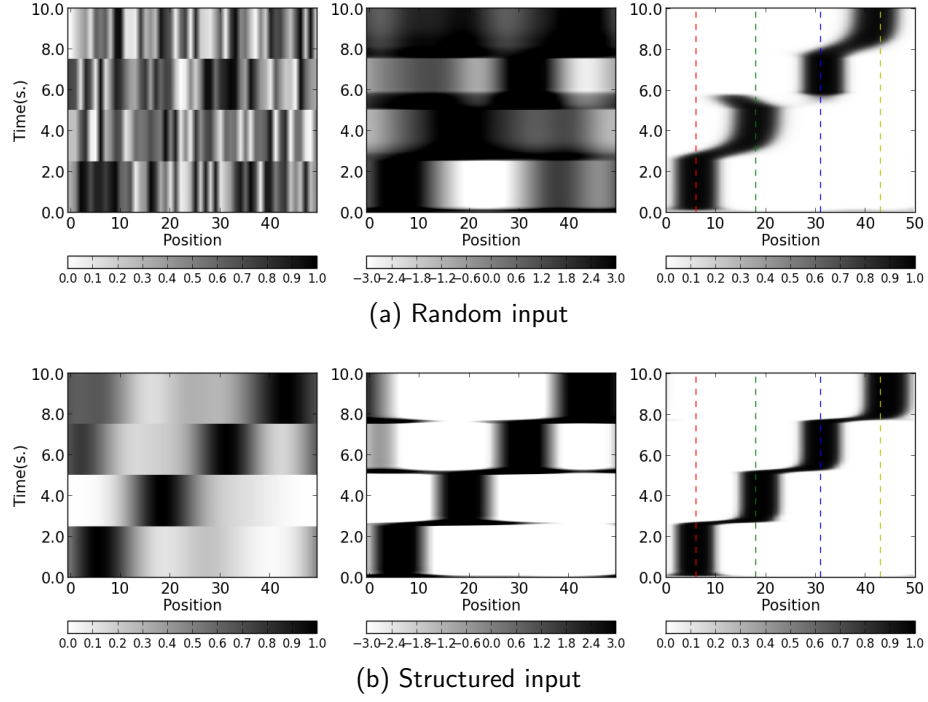 10.0 10.0 10.0
8.0 8.0 8.0
6.0 6.0 6.0
Time(s.)
4.0 4.0 4.0
2.0 2.0 2.0
0.0 0.0 0.0
0 10 20 30 40 0 10 20 30 40 0 10 20 30 40 50
Position Position Position
0.0 0.1 0.2 0.3 0.4 0.5 0.6 0.7 0.8 0.9 1.0 −3.0 −2.4 −1.8 −1.2 −0.6 0.0 0.6 1.2 1.8 2.4 3.0 0.0 0.1 0.2 0.3 0.4 0.5 0.6 0.7 0.8 0.9 1.0
(a) Random input
10.0 10.0 10.0
8.0 8.0 8.0
6.0 6.0 6.0
Time(s.)
4.0 4.0 4.0
2.0 2.0 2.0
0.0 0.0 0.0
0 10 20 30 40 0 10 20 30 40 0 10 20 30 40 50
Position Position Position
0.0 0.1 0.2 0.3 0.4 0.5 0.6 0.7 0.8 0.9 1.0 −3.0 −2.4 −1.8 −1.2 −0.6 0.0 0.6 1.2 1.8 2.4 3.0 0.0 0.1 0.2 0.3 0.4 0.5 0.6 0.7 0.8 0.9 1.0
(b) Structured input